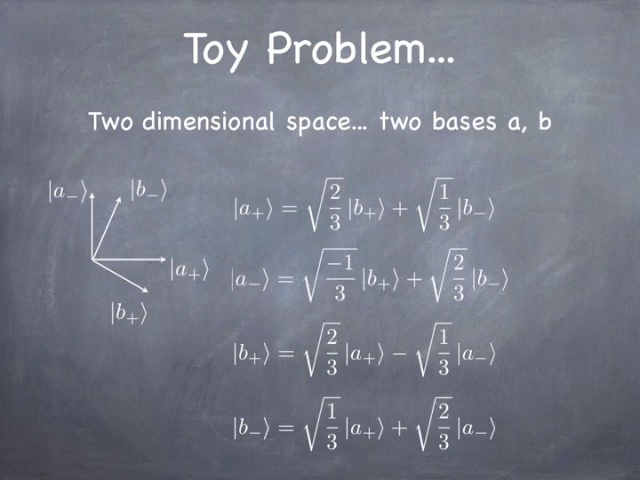 Toy Problem...
Two dimensional space... two bases a, b
|a₋⟩ |b₋⟩
|a₊⟩
|b₊⟩
|a₊⟩ = √(2/3) |b₊⟩ + √(1/3) |b₋⟩
|a₋⟩ = √(−1/3) |b₊⟩ + √(2/3) |b₋⟩
|b₊⟩ = √(2/3) |a₊⟩ − √(1/3) |a₋⟩
|b₋⟩ = √(1/3) |a₊⟩ + √(2/3) |a₋⟩